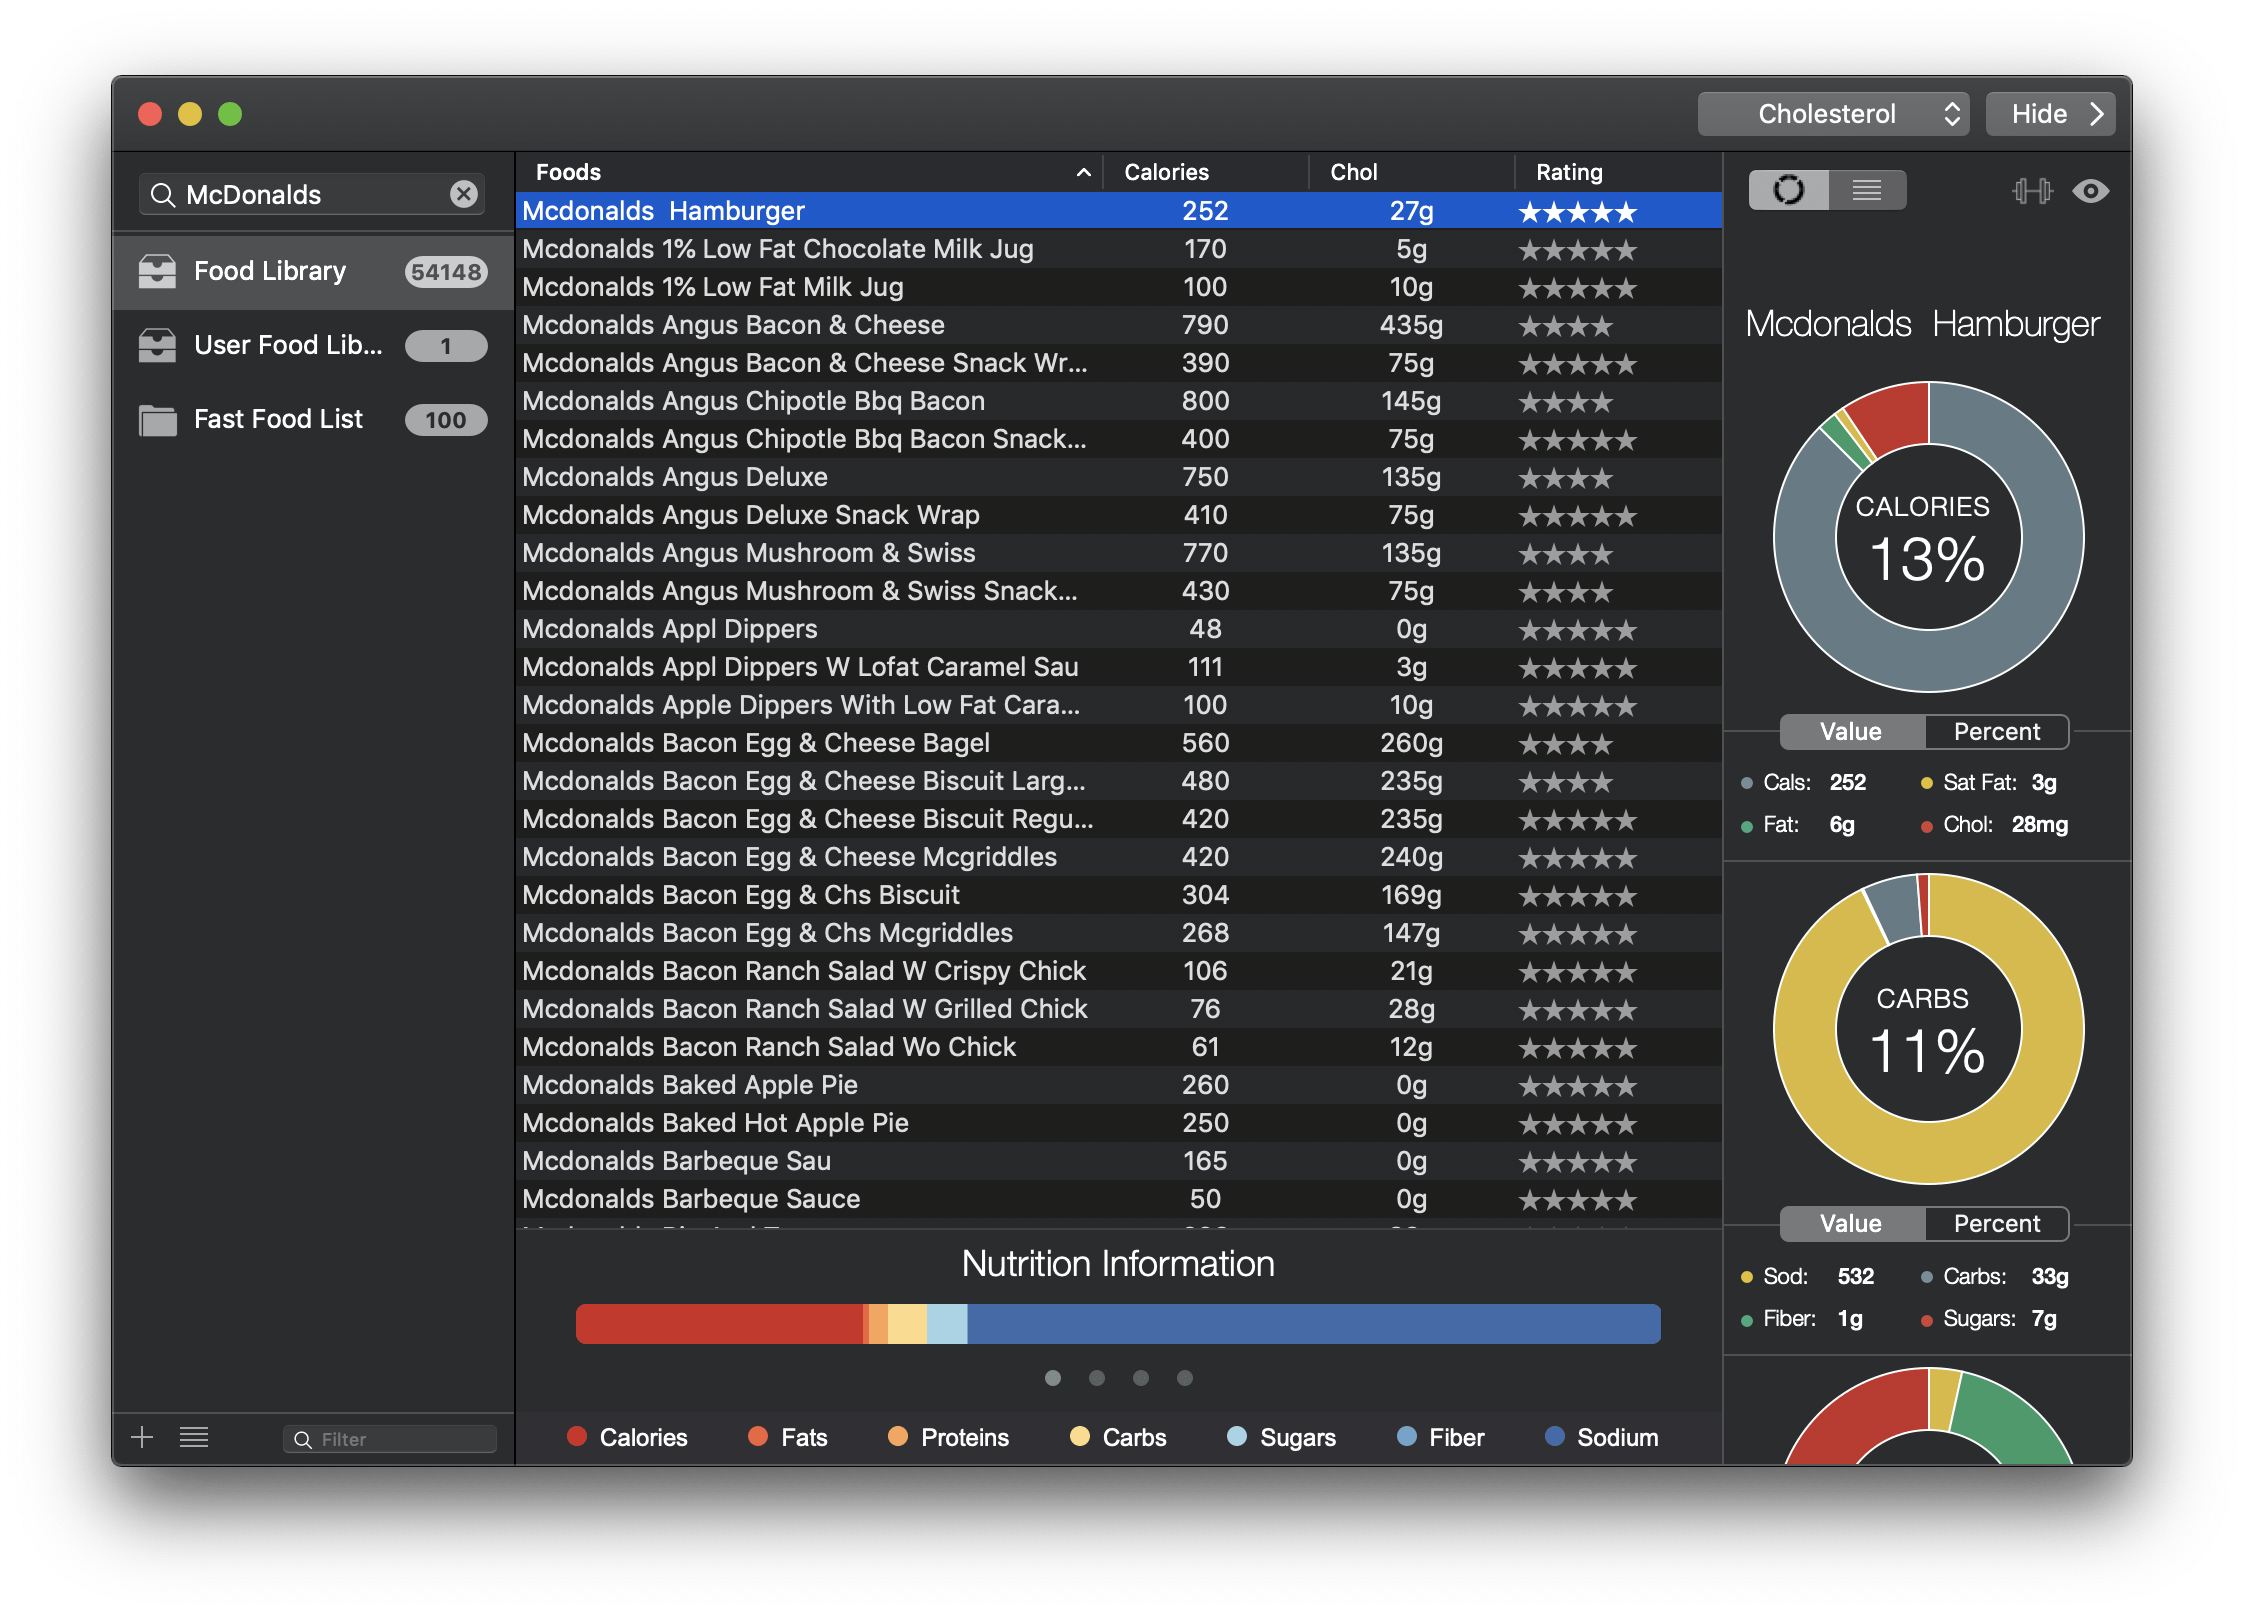 Cholesterol Hide
McDonalds
Food Library 54148
User Food Lib... 1
Fast Food List 100
Filter
Foods Calories Chol Rating
Mcdonalds  Hamburger 252 27g ★★★★★
Mcdonalds 1% Low Fat Chocolate Milk Jug 170 5g ★★★★★
Mcdonalds 1% Low Fat Milk Jug 100 10g ★★★★★
Mcdonalds Angus Bacon & Cheese 790 435g ★★★★
Mcdonalds Angus Bacon & Cheese Snack Wr... 390 75g ★★★★★
Mcdonalds Angus Chipotle Bbq Bacon 800 145g ★★★★
Mcdonalds Angus Chipotle Bbq Bacon Snack... 400 75g ★★★★★
Mcdonalds Angus Deluxe 750 135g ★★★★
Mcdonalds Angus Deluxe Snack Wrap 410 75g ★★★★★
Mcdonalds Angus Mushroom & Swiss 770 135g ★★★★
Mcdonalds Angus Mushroom & Swiss Snack... 430 75g ★★★★
Mcdonalds Appl Dippers 48 0g ★★★★★
Mcdonalds Appl Dippers W Lofat Caramel Sau 111 3g ★★★★★
Mcdonalds Apple Dippers With Low Fat Cara... 100 10g ★★★★★
Mcdonalds Bacon Egg & Cheese Bagel 560 260g ★★★★
Mcdonalds Bacon Egg & Cheese Biscuit Larg... 480 235g ★★★★
Mcdonalds Bacon Egg & Cheese Biscuit Regu... 420 235g ★★★★★
Mcdonalds Bacon Egg & Cheese Mcgriddles 420 240g ★★★★★
Mcdonalds Bacon Egg & Chs Biscuit 304 169g ★★★★★
Mcdonalds Bacon Egg & Chs Mcgriddles 268 147g ★★★★★
Mcdonalds Bacon Ranch Salad W Crispy Chick 106 21g ★★★★★
Mcdonalds Bacon Ranch Salad W Grilled Chick 76 28g ★★★★★
Mcdonalds Bacon Ranch Salad Wo Chick 61 12g ★★★★★
Mcdonalds Baked Apple Pie 260 0g ★★★★★
Mcdonalds Baked Hot Apple Pie 250 0g ★★★★★
Mcdonalds Barbeque Sau 165 0g ★★★★★
Mcdonalds Barbeque Sauce 50 0g ★★★★★
Nutrition Information
Calories Fats Proteins Carbs Sugars Fiber Sodium
Mcdonalds  Hamburger
CALORIES
13%
Value Percent
Cals: 252 Sat Fat: 3g
Fat: 6g Chol: 28mg
CARBS
11%
Value Percent
Sod: 532 Carbs: 33g
Fiber: 1g Sugars: 7g